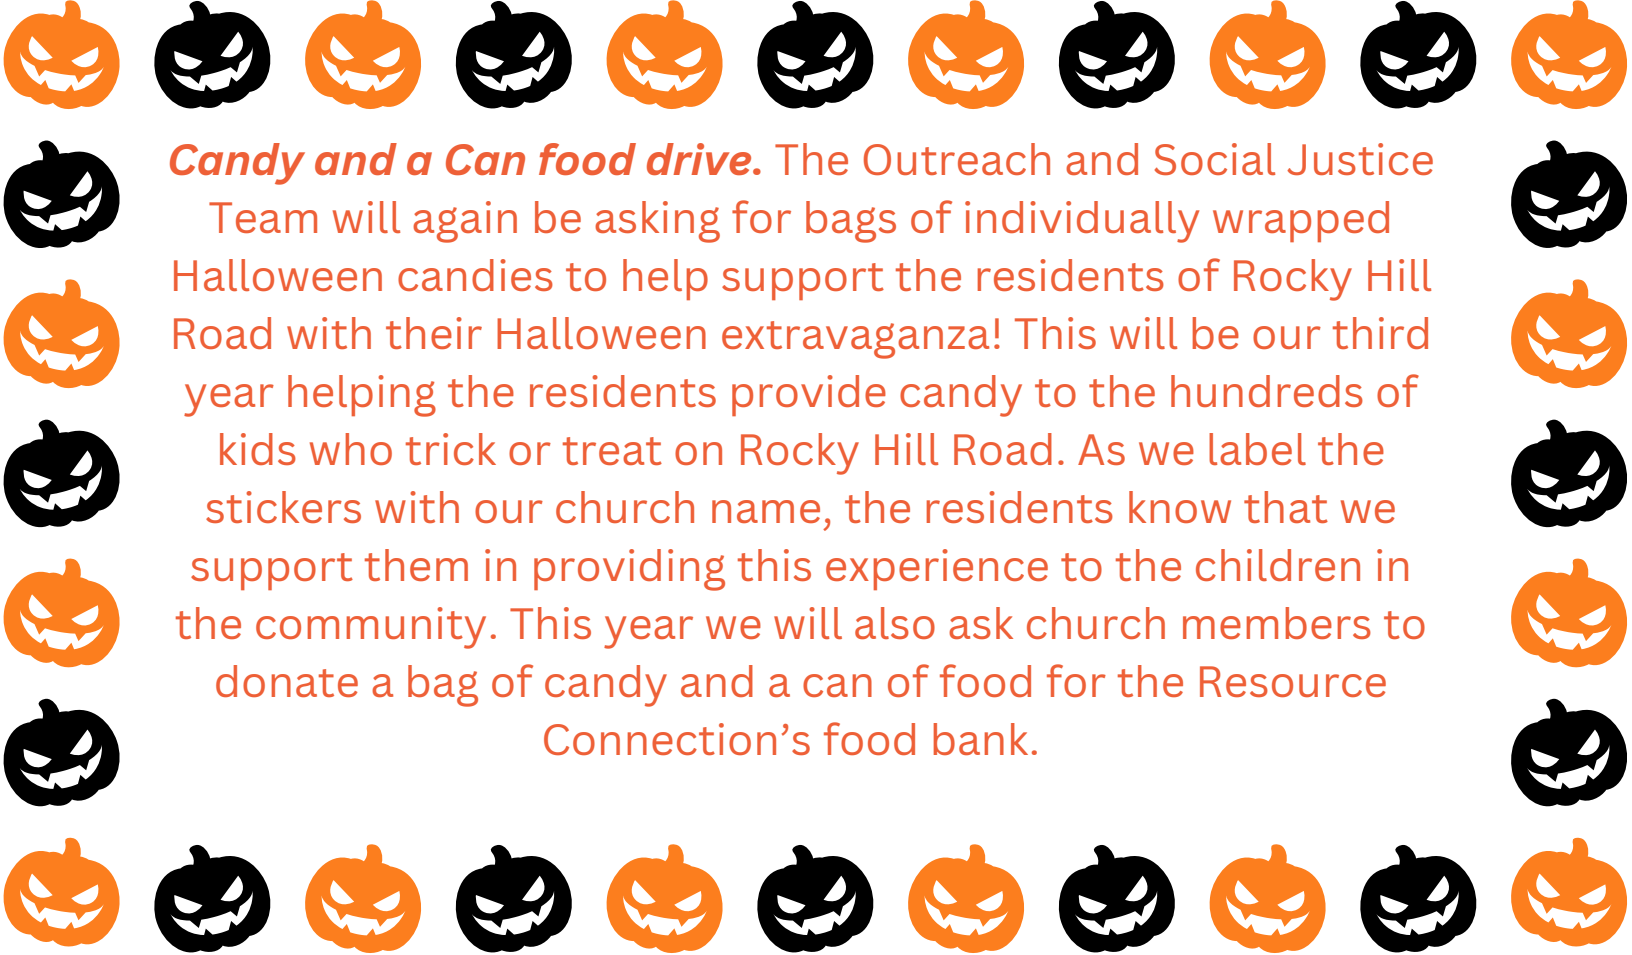 Candy and a Can food drive. The Outreach and Social Justice
Team will again be asking for bags of individually wrapped
Halloween candies to help support the residents of Rocky Hill
Road with their Halloween extravaganza! This will be our third
year helping the residents provide candy to the hundreds of
kids who trick or treat on Rocky Hill Road. As we label the
stickers with our church name, the residents know that we
support them in providing this experience to the children in
the community. This year we will also ask church members to
donate a bag of candy and a can of food for the Resource
Connection’s food bank.